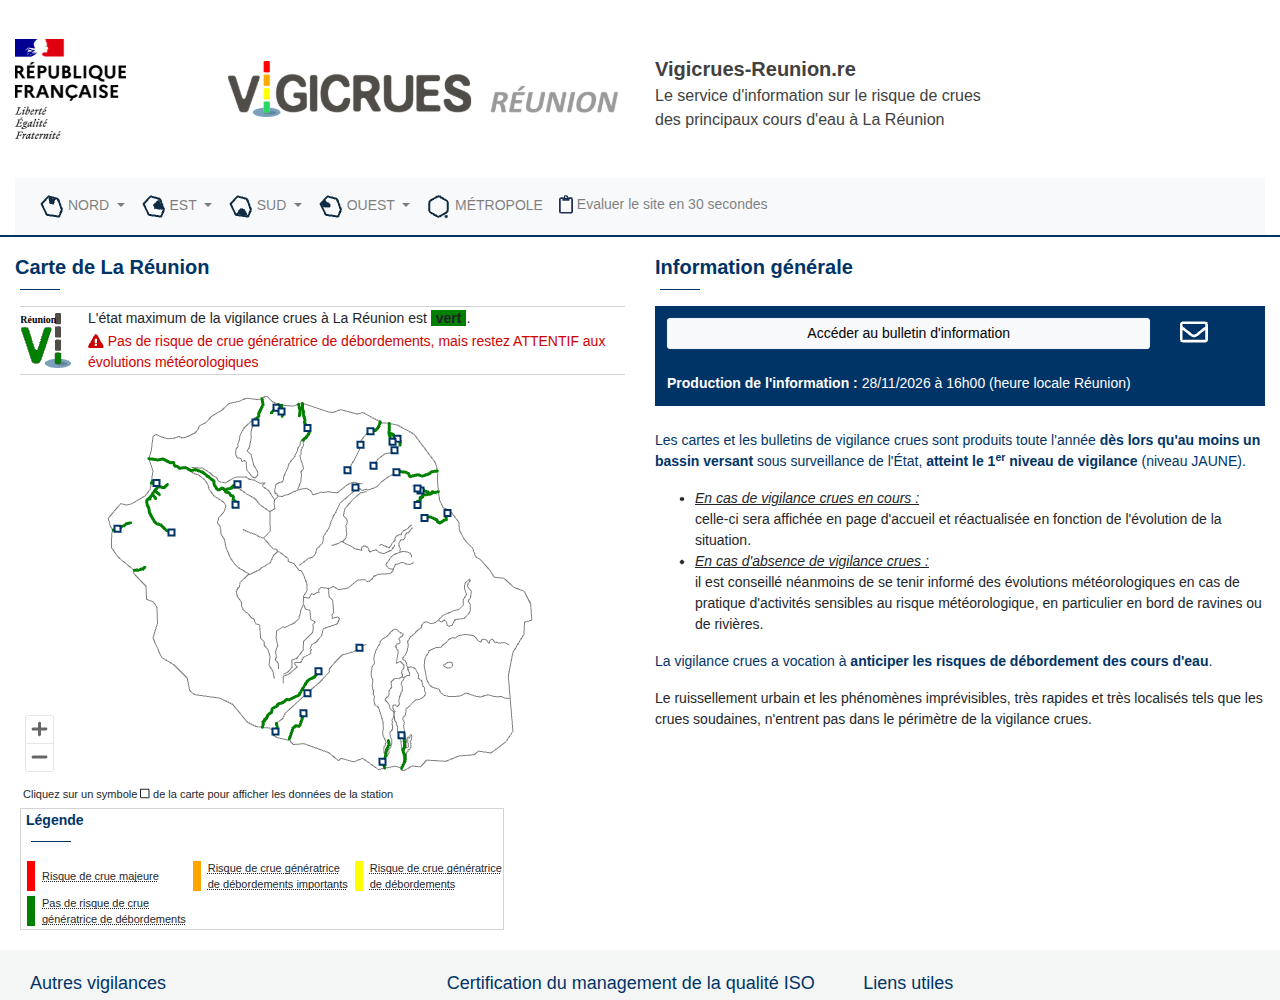 RÉPUBLIQUE
FRANÇAISE
Liberté
Égalité
Fraternité
VIGICRUES RÉUNION
Vigicrues-Reunion.re
Le service d'information sur le risque de crues
des principaux cours d'eau à La Réunion
NORD
EST
SUD
OUEST
MÉTROPOLE
Evaluer le site en 30 secondes
Carte de La Réunion
Réunion
Vi
L'état maximum de la vigilance crues à La Réunion est vert .
Pas de risque de crue génératrice de débordements, mais restez ATTENTIF aux
évolutions météorologiques
Cliquez sur un symbole de la carte pour afficher les données de la station
Légende
Risque de crue majeure
Risque de crue génératrice
de débordements importants
Risque de crue génératrice
de débordements
Pas de risque de crue
génératrice de débordements
Information générale
Accéder au bulletin d'information
Production de l'information : 28/11/2026 à 16h00 (heure locale Réunion)
Les cartes et les bulletins de vigilance crues sont produits toute l'année dès lors qu'au moins un
bassin versant sous surveillance de l'État, atteint le 1er niveau de vigilance (niveau JAUNE).
En cas de vigilance crues en cours :
celle-ci sera affichée en page d'accueil et réactualisée en fonction de l'évolution de la
situation.
En cas d'absence de vigilance crues :
il est conseillé néanmoins de se tenir informé des évolutions météorologiques en cas de
pratique d'activités sensibles au risque météorologique, en particulier en bord de ravines ou
de rivières.
La vigilance crues a vocation à anticiper les risques de débordement des cours d'eau.
Le ruissellement urbain et les phénomènes imprévisibles, très rapides et très localisés tels que les
crues soudaines, n'entrent pas dans le périmètre de la vigilance crues.
Autres vigilances
Certification du management de la qualité ISO
Liens utiles